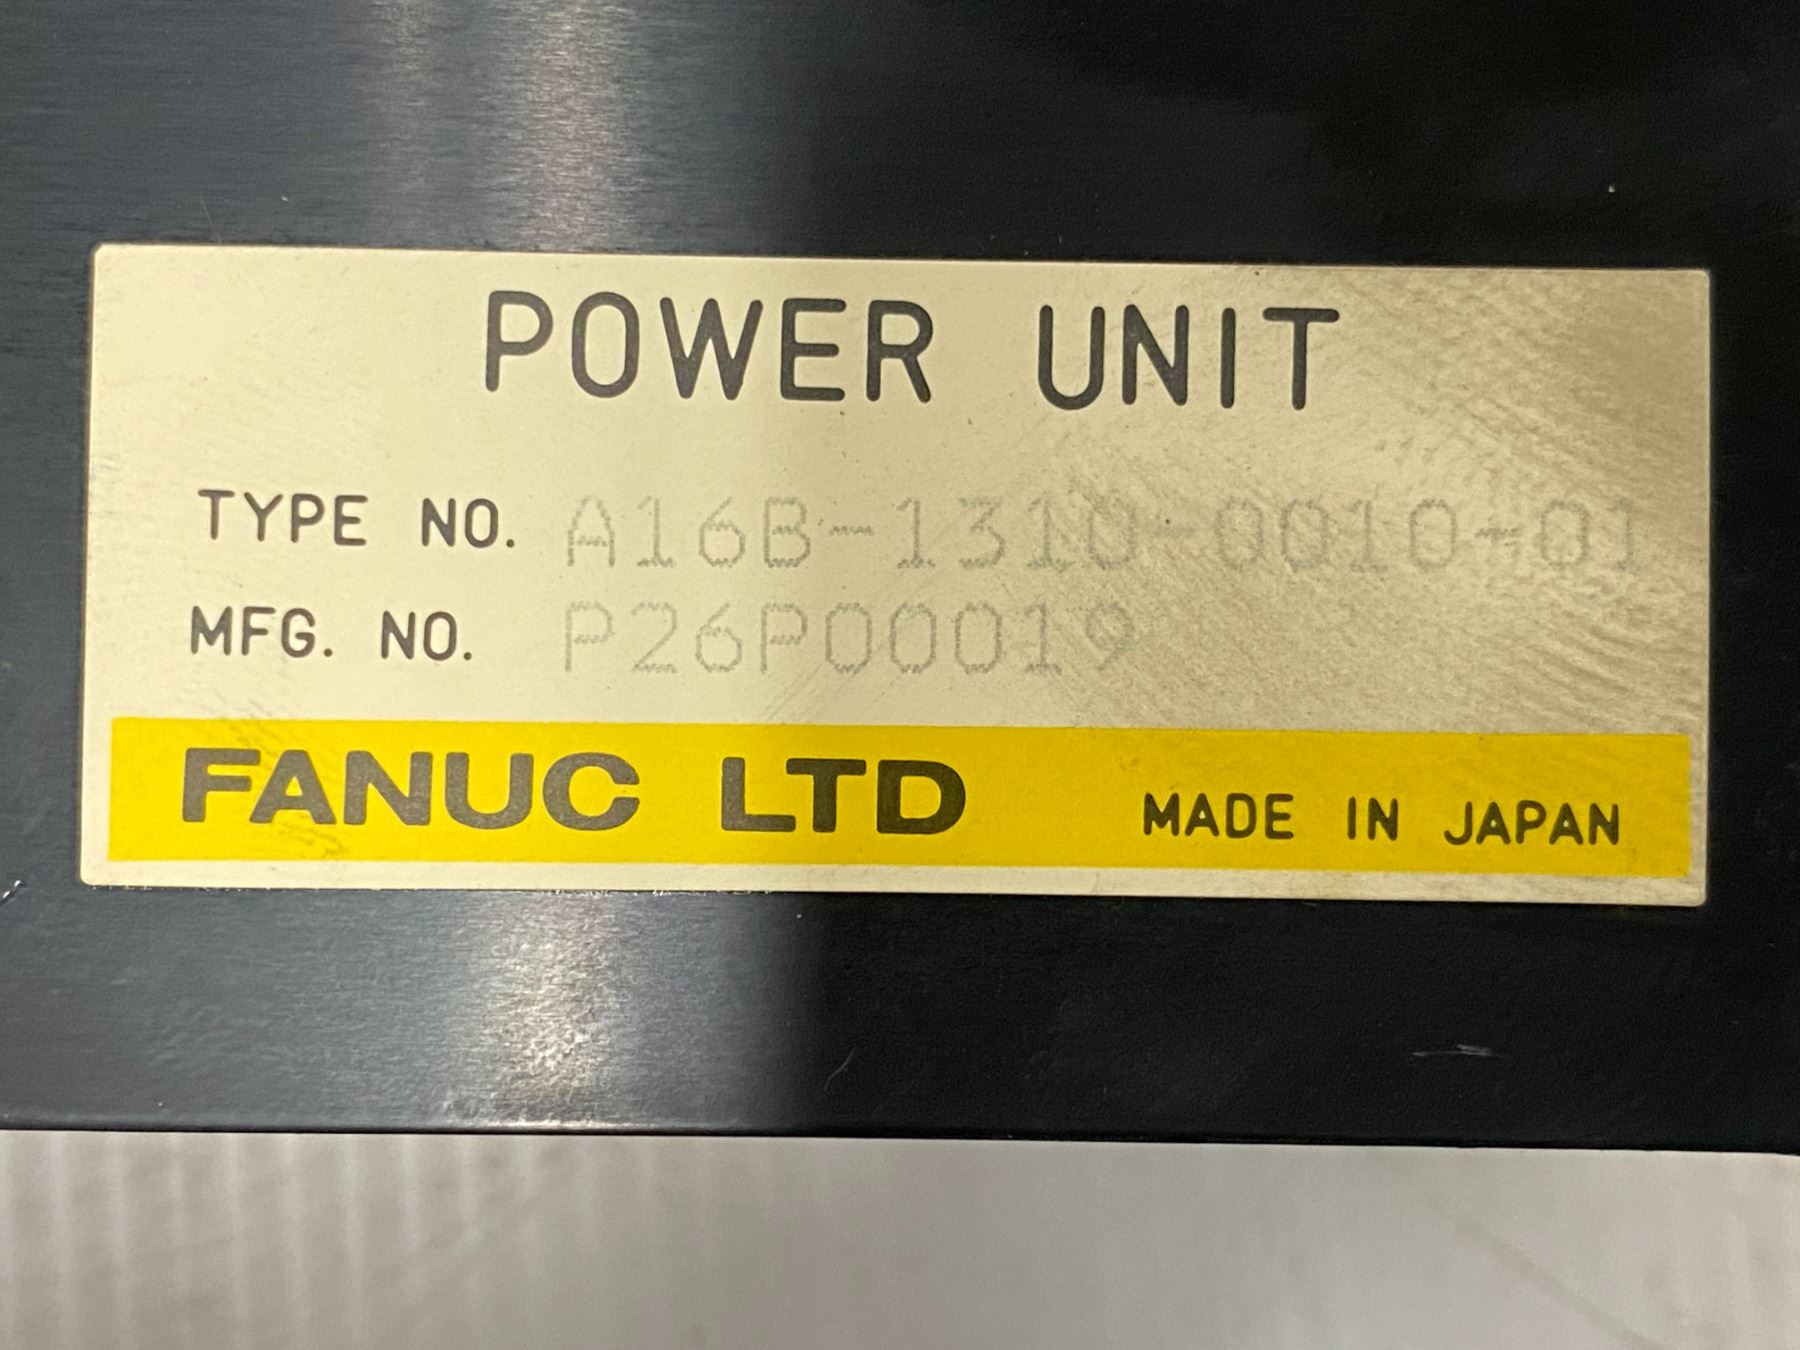 POWER UNIT
TYPE NO. A16B-1310-0010-01
MFG. NO. P26P00019
FANUC LTD MADE IN JAPAN